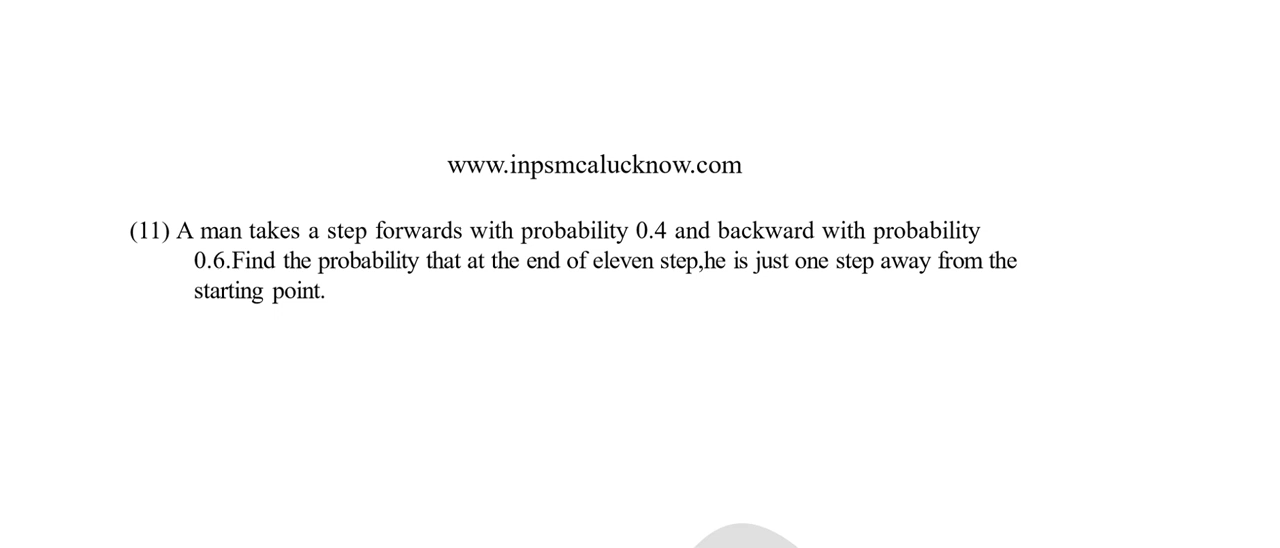 www.inpsmcalucknow.com
(11) A man takes a step forwards with probability 0.4 and backward with probability
0.6.Find the probability that at the end of eleven step,he is just one step away from the
starting point.